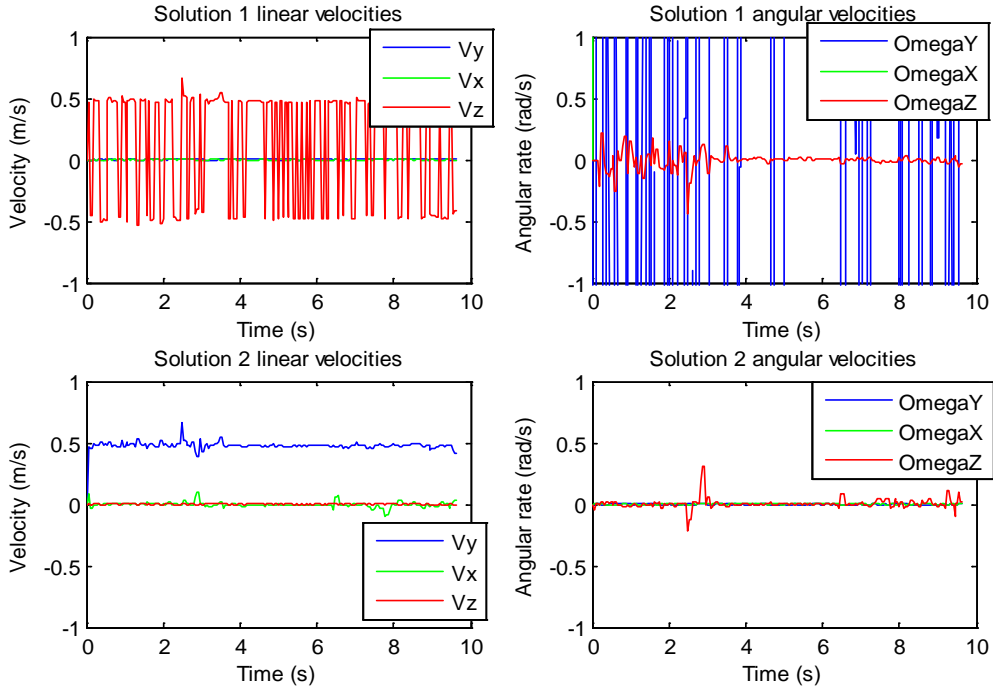 Solution 1 linear velocities
1
0.5
0
-0.5
-1
Velocity (m/s)
0 2 4 6 8 10
Time (s)
Vy
Vx
Vz
Solution 1 angular velocities
1
0.5
0
-0.5
-1
Angular rate (rad/s)
0 2 4 6 8 10
Time (s)
OmegaY
OmegaX
OmegaZ
Solution 2 linear velocities
1
0.5
0
-0.5
-1
Velocity (m/s)
0 2 4 6 8 10
Time (s)
Vy
Vx
Vz
Solution 2 angular velocities
1
0.5
0
-0.5
-1
Angular rate (rad/s)
0 2 4 6 8 10
Time (s)
OmegaY
OmegaX
OmegaZ